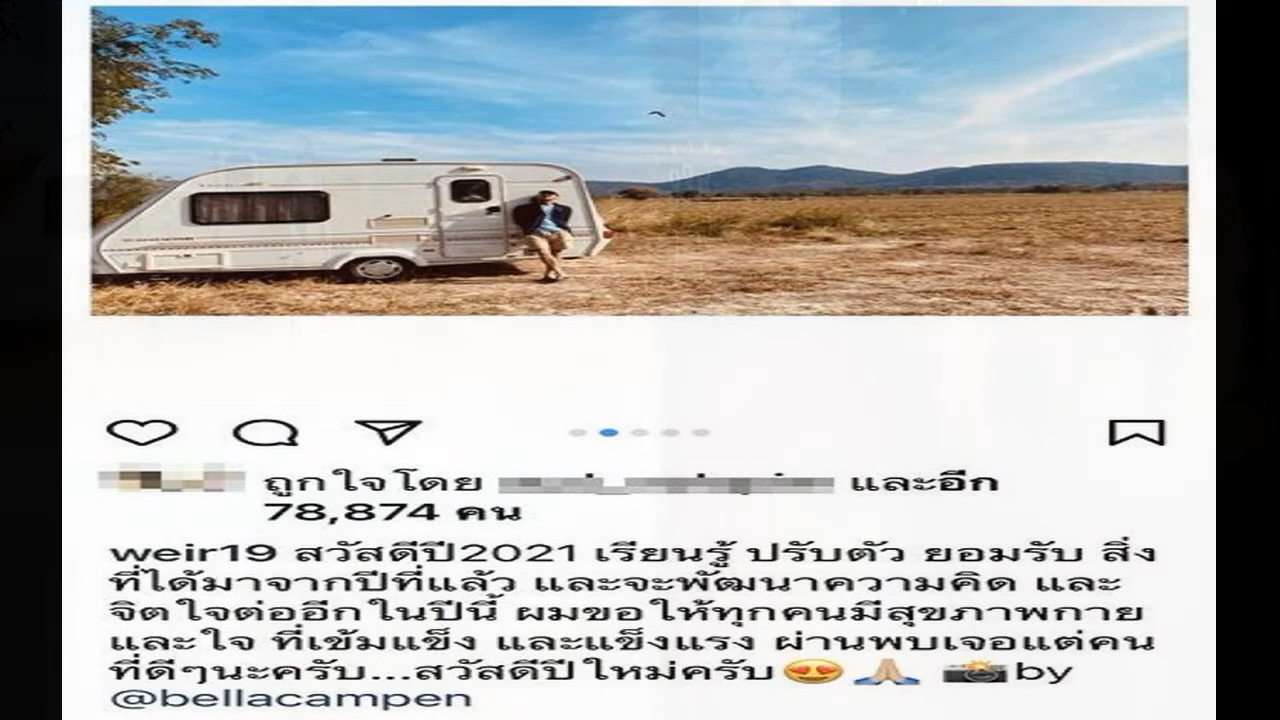 ถูกใจโดย และอีก
78,874 คน
weir19 สวัสดีปี2021 เรียนรู้ ปรับตัว ยอมรับ สิ่ง
ที่ได้มาจากปีที่แล้ว และจะพัฒนาความคิด และ
จิตใจต่ออีกในปีนี้ ผมขอให้ทุกคนมีสุขภาพกาย
และใจ ที่เข้มแข็ง และแข็งแรง ผ่านพบเจอแต่คน
ที่ดีๆนะครับ...สวัสดีปีใหม่ครับ😍🙏🏼 📸by
@bellacampen